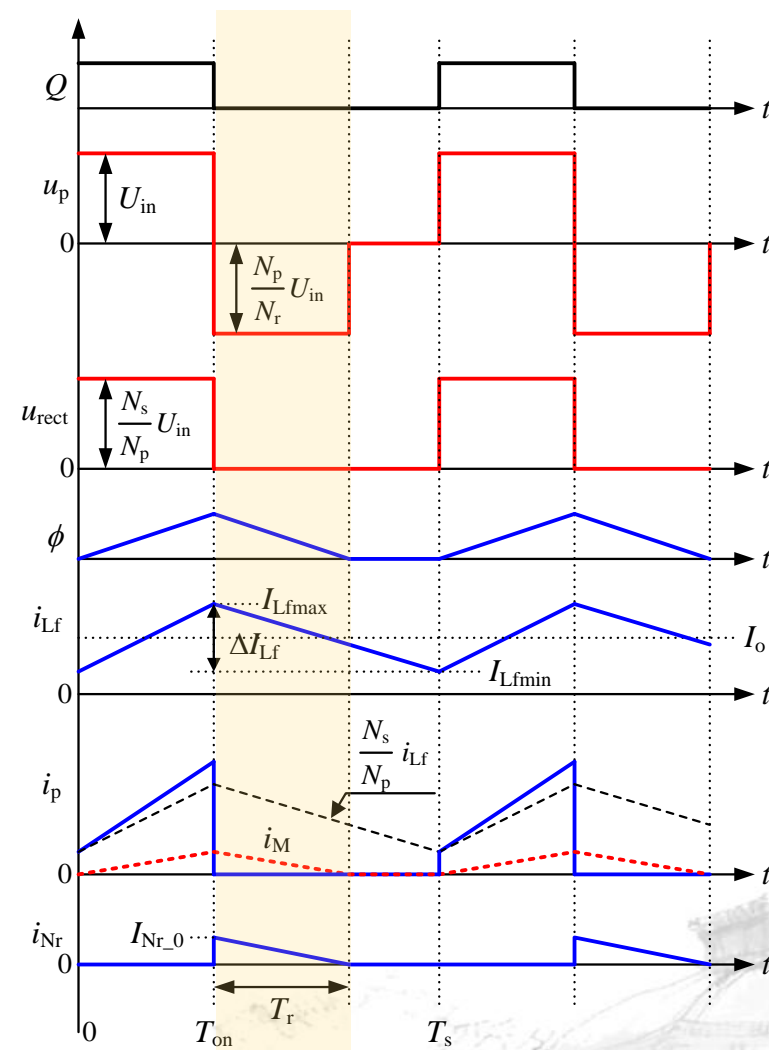 Q
t
u_p
U_in
0
N_p/N_r U_in
t
u_rect
N_s/N_p U_in
0
t
ϕ
t
i_Lf
I_Lfmax
ΔI_Lf
I_o
I_Lfmin
0
t
N_s/N_p i_Lf
i_p
i_M
0
t
i_Nr
I_Nr_0
0
t
T_r
0
T_on
T_s